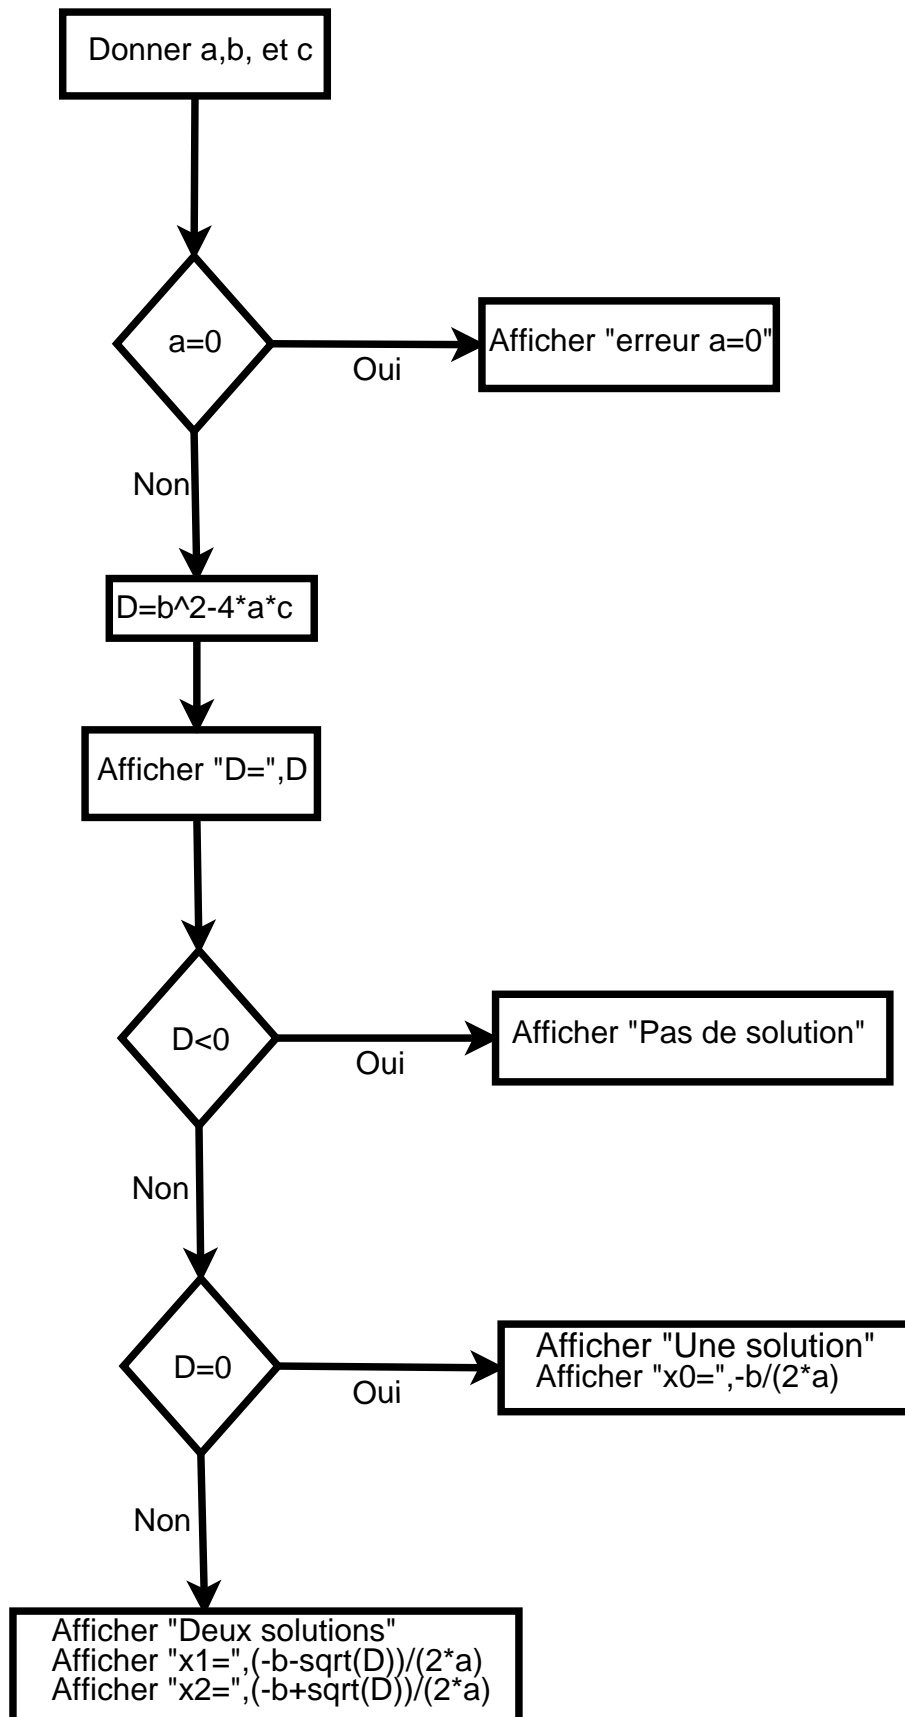 Donner a,b, et c
a=0
Oui
Afficher "erreur a=0"
Non
D=b^2-4*a*c
Afficher "D=",D
D<0
Oui
Afficher "Pas de solution"
Non
D=0
Oui
Afficher "Une solution"
Afficher "x0=",-b/(2*a)
Non
Afficher "Deux solutions"
Afficher "x1=",(-b-sqrt(D))/(2*a)
Afficher "x2=",(-b+sqrt(D))/(2*a)